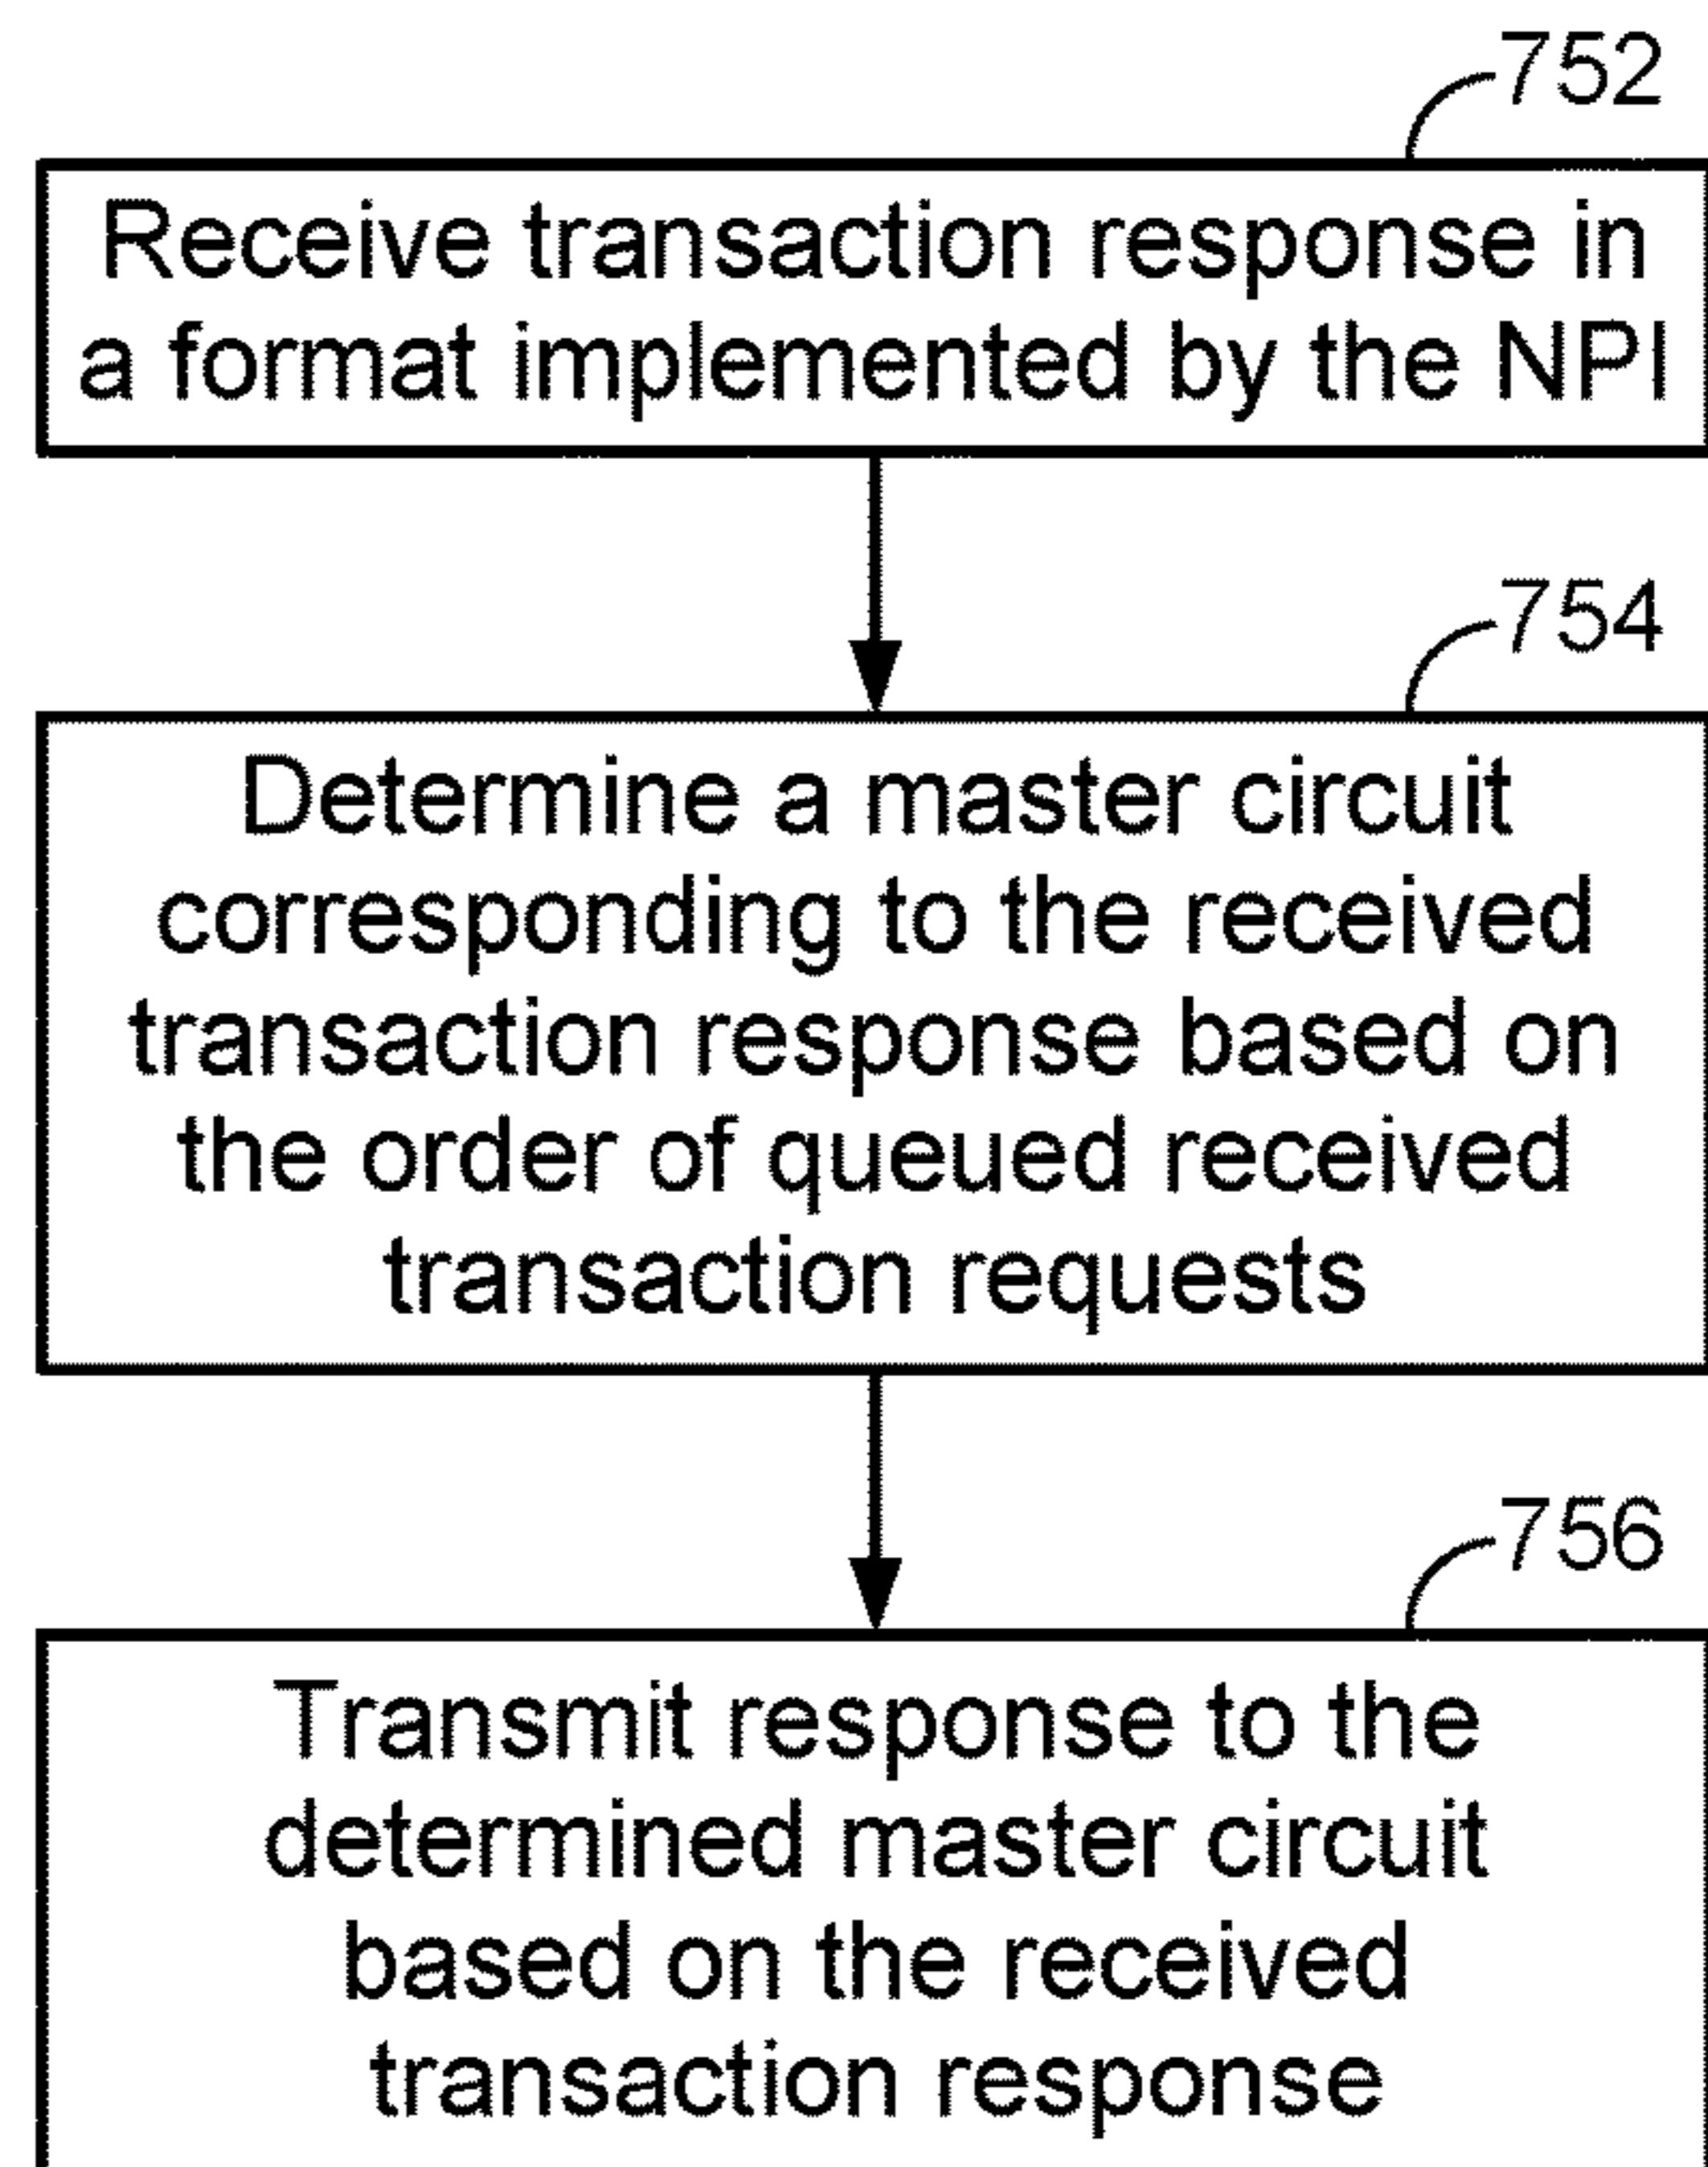 752
Receive transaction response in
a format implemented by the NPI
754
Determine a master circuit
corresponding to the received
transaction response based on
the order of queued received
transaction requests
756
Transmit response to the
determined master circuit
based on the received
transaction response